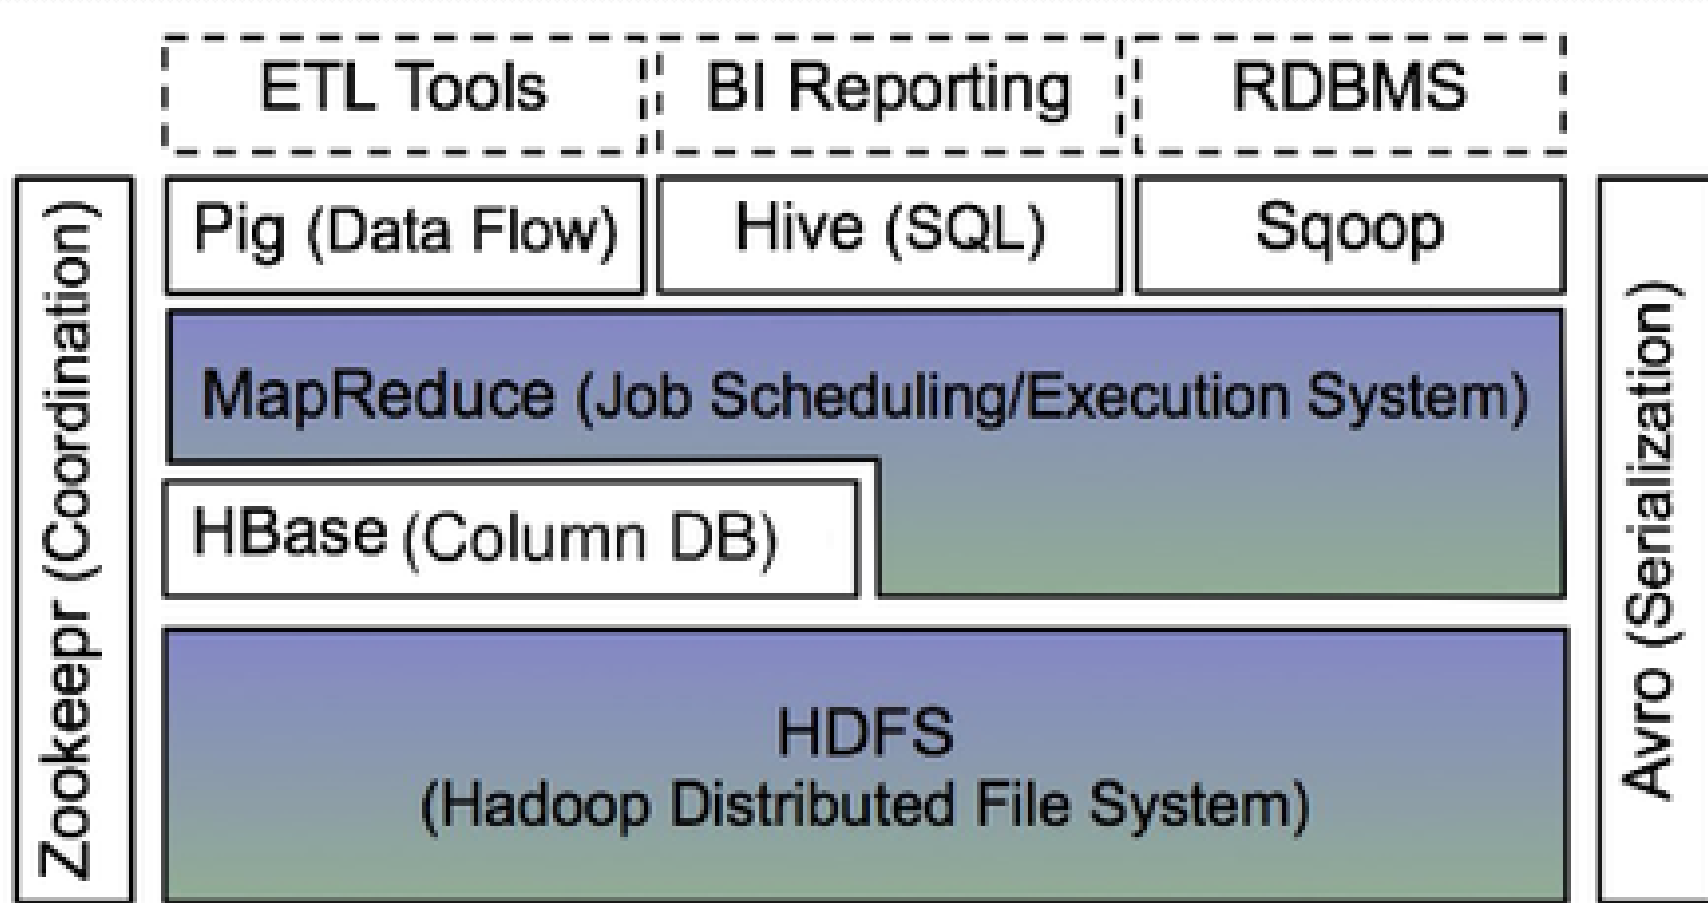 ETL Tools
BI Reporting
RDBMS
Pig (Data Flow)
Hive (SQL)
Sqoop
MapReduce (Job Scheduling/Execution System)
HBase (Column DB)
HDFS
(Hadoop Distributed File System)
Zookeepr (Coordination)
Avro (Serialization)